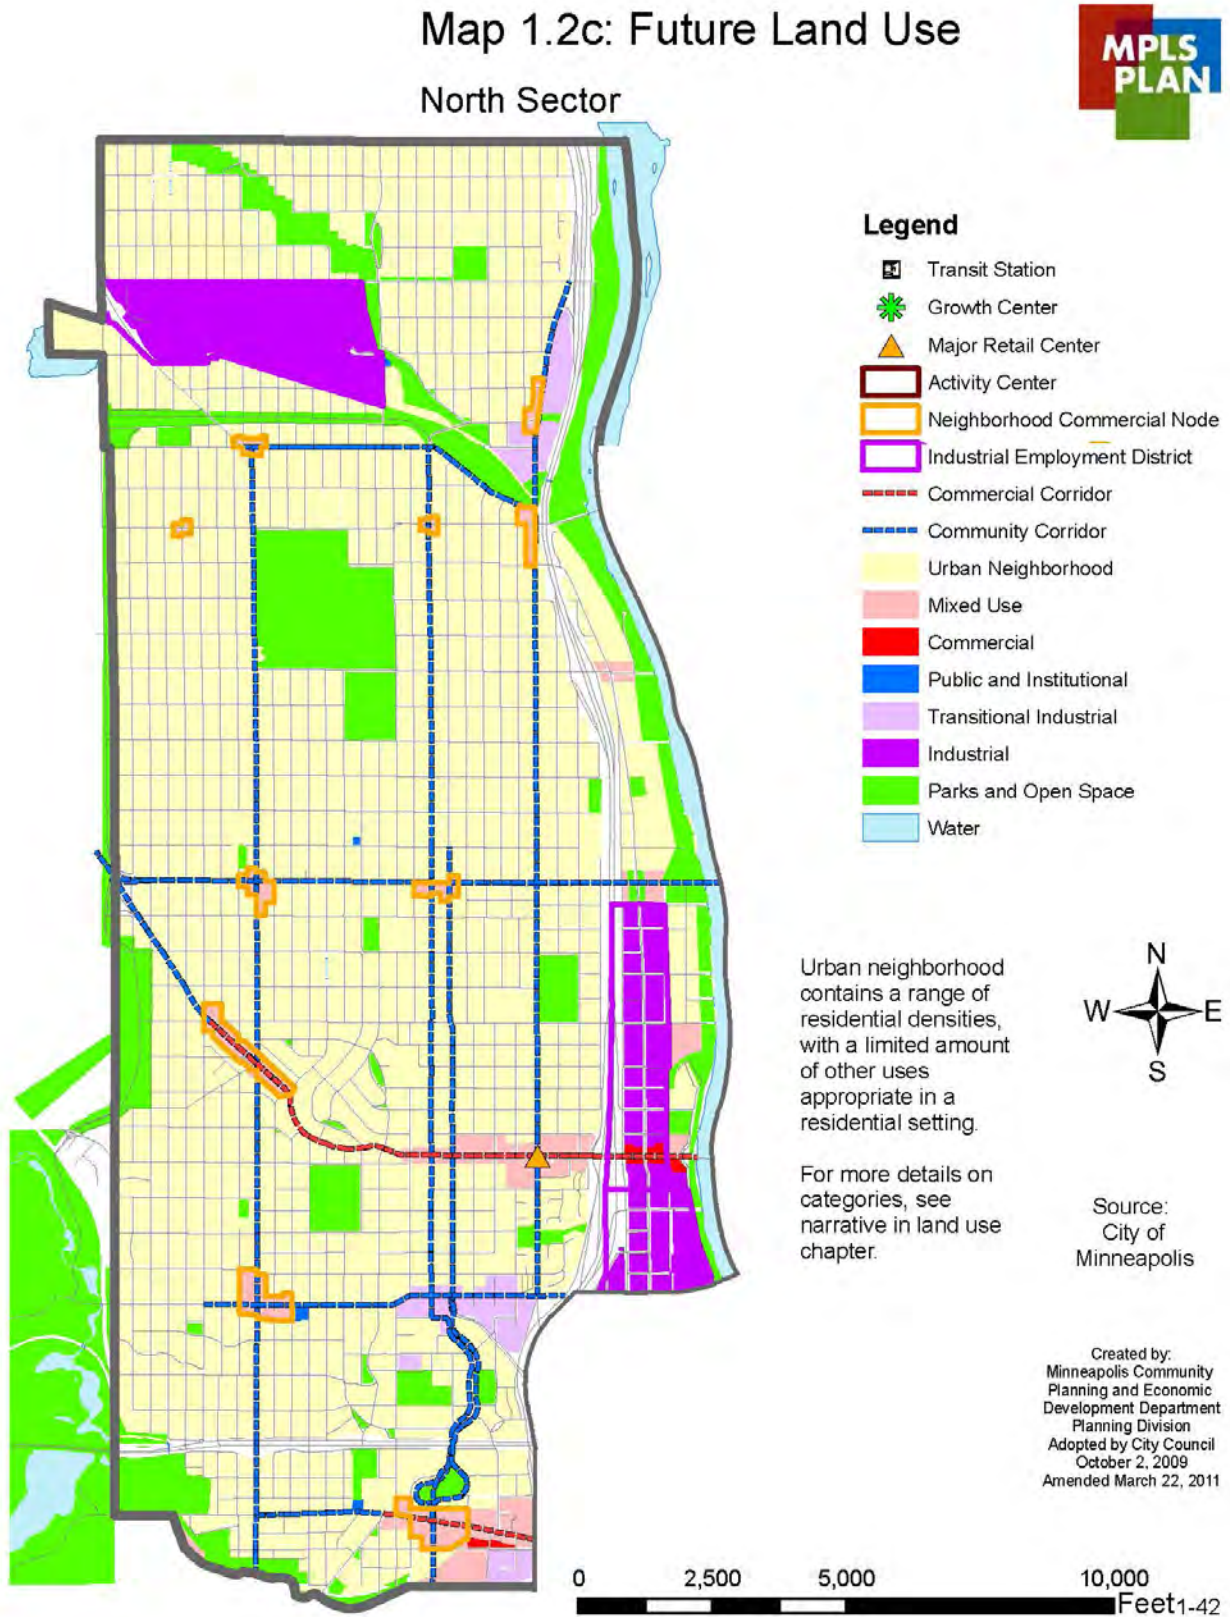 Map 1.2c: Future Land Use
North Sector
MPLS
PLAN
Legend
Transit Station
Growth Center
Major Retail Center
Activity Center
Neighborhood Commercial Node
Industrial Employment District
Commercial Corridor
Community Corridor
Urban Neighborhood
Mixed Use
Commercial
Public and Institutional
Transitional Industrial
Industrial
Parks and Open Space
Water
Urban neighborhood
contains a range of
residential densities,
with a limited amount
of other uses
appropriate in a
residential setting.
For more details on
categories, see
narrative in land use
chapter.
N
W E
S
Source:
City of
Minneapolis
Created by:
Minneapolis Community
Planning and Economic
Development Department
Planning Division
Adopted by City Council
October 2, 2009
Amended March 22, 2011
0 2,500 5,000 10,000
Feet 1-42